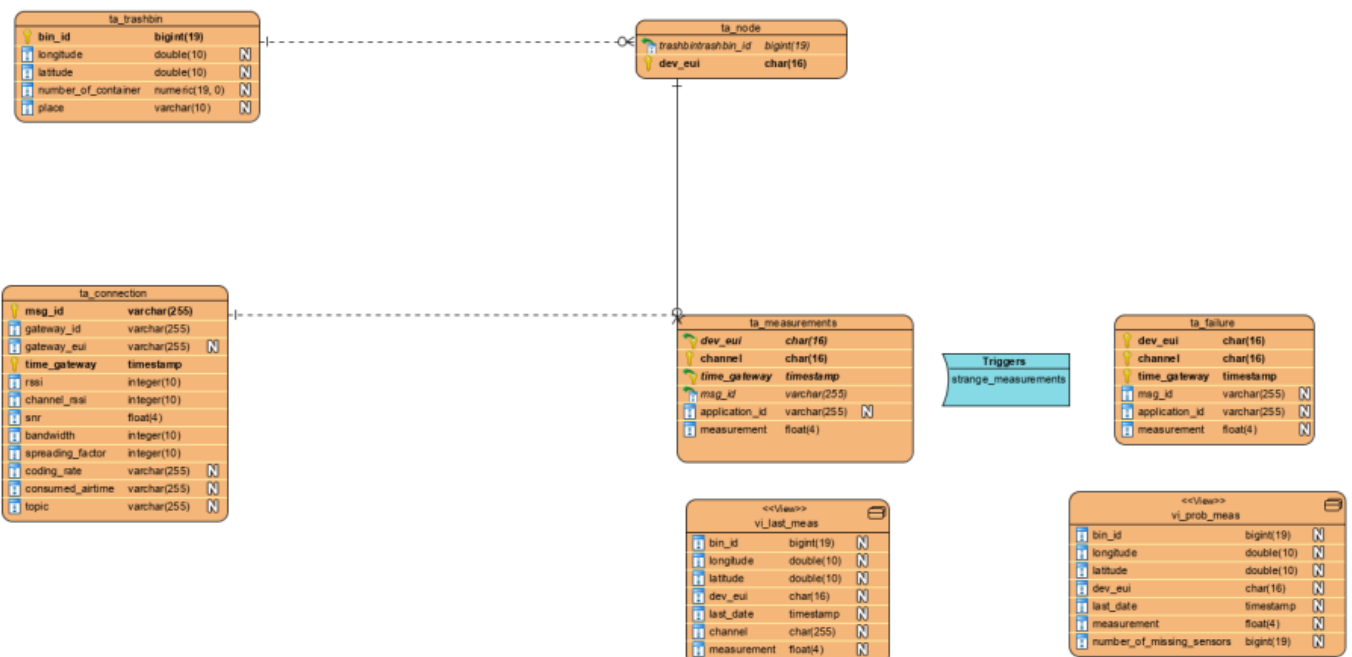 ta_trashbin
bin_id bigint(19)
longitude double(10) N
latitude double(10) N
number_of_container numeric(19, 0) N
place varchar(10) N
ta_node
trashbintrashbin_id bigint(19)
dev_eui char(16)
ta_connection
msg_id varchar(255)
gateway_id varchar(255)
gateway_eui varchar(255) N
time_gateway timestamp
rssi integer(10)
channel_rssi integer(10)
snr float(4)
bandwidth integer(10)
spreading_factor integer(10)
coding_rate varchar(255) N
consumed_airtime varchar(255) N
topic varchar(255) N
ta_measurements
dev_eui char(16)
channel char(16)
time_gateway timestamp
msg_id varchar(255)
application_id varchar(255) N
measurement float(4)
Triggers
strange_measurements
ta_failure
dev_eui char(16)
channel char(16)
time_gateway timestamp
msg_id varchar(255) N
application_id varchar(255) N
measurement float(4) N
<<View>>
vi_last_meas
bin_id bigint(19) N
longitude double(10) N
latitude double(10) N
dev_eui char(16) N
last_date timestamp N
channel char(255) N
measurement float(4) N
<<View>>
vi_prob_meas
bin_id bigint(19) N
longitude double(10) N
latitude double(10) N
dev_eui char(16) N
last_date timestamp N
measurement float(4) N
number_of_missing_sensors bigint(19) N